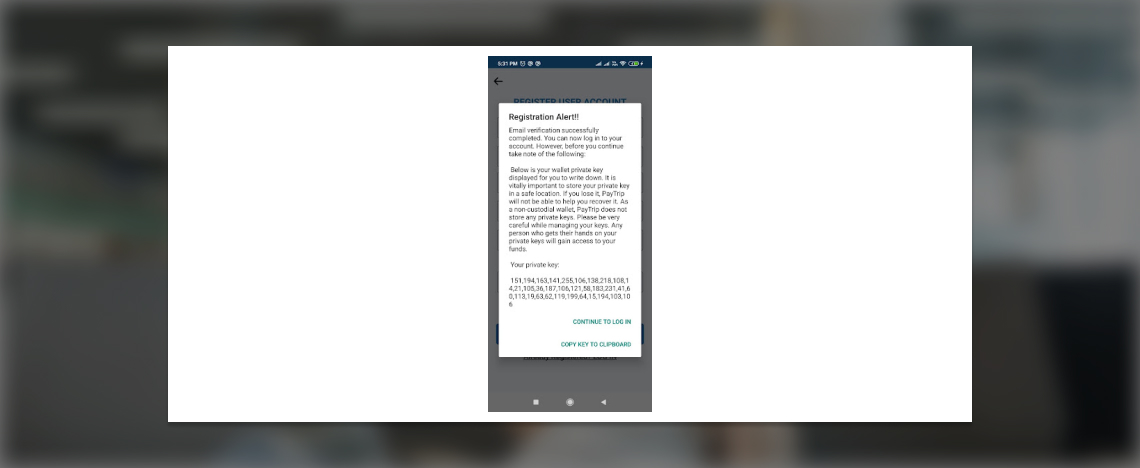 5:31 PM
REGISTER USER ACCOUNT
Registration Alert!!
Email verification successfully
completed. You can now log in to your
account. However, before you continue
take note of the following:
Below is your wallet private key
displayed for you to write down. It is
vitally important to store your private key
in a safe location. If you lose it, PayTrip
will not be able to help you recover it. As
a non-custodial wallet, PayTrip does not
store any private keys. Please be very
careful while managing your keys. Any
person who gets their hands on your
private keys will gain access to your
funds.
Your private key:
151,194,163,141,255,106,138,218,108,1
4,21,105,36,187,106,121,58,183,231,41,6
0,113,19,63,62,119,199,64,15,194,103,10
6
CONTINUE TO LOG IN
COPY KEY TO CLIPBOARD